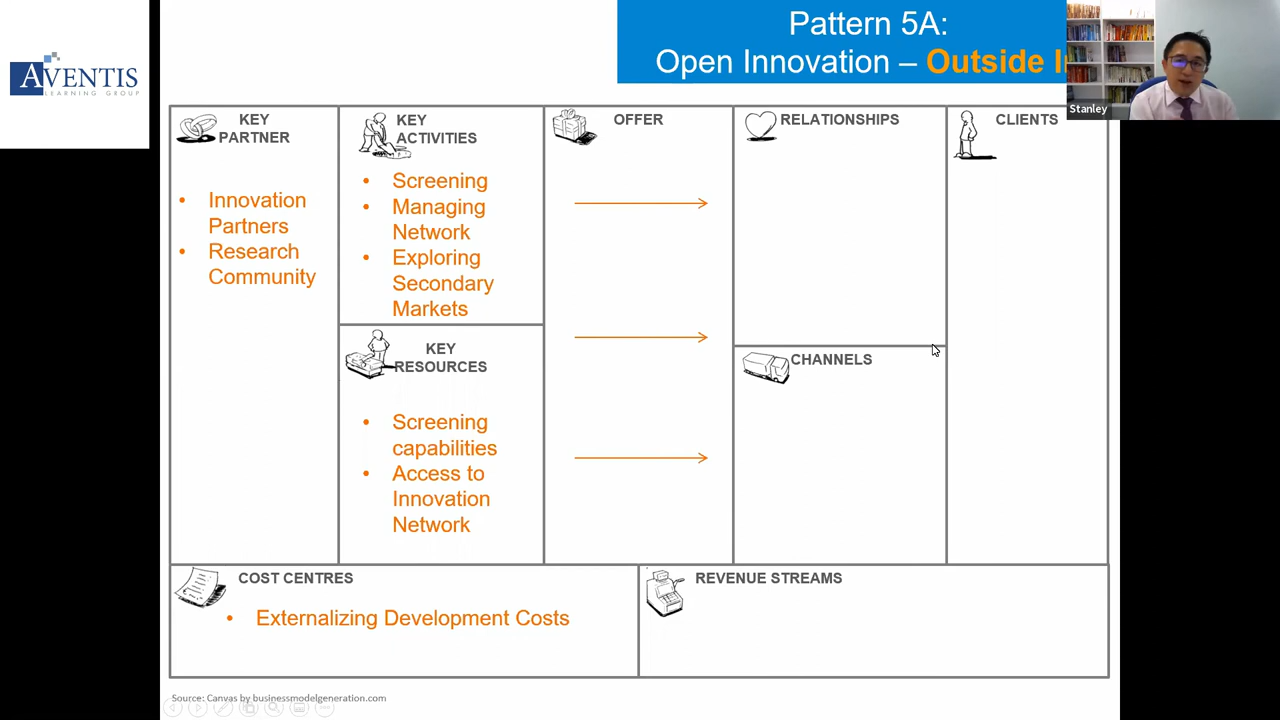 AVENTIS
LEARNING GROUP
Pattern 5A:
Open Innovation – Outside I
Stanley
KEY
PARTNER
• Innovation
Partners
• Research
Community
KEY
ACTIVITIES
• Screening
• Managing
Network
• Exploring
Secondary
Markets
KEY
RESOURCES
• Screening
capabilities
• Access to
Innovation
Network
OFFER
RELATIONSHIPS
CHANNELS
CLIENTS
COST CENTRES
• Externalizing Development Costs
REVENUE STREAMS
Source: Canvas by businessmodelgeneration.com